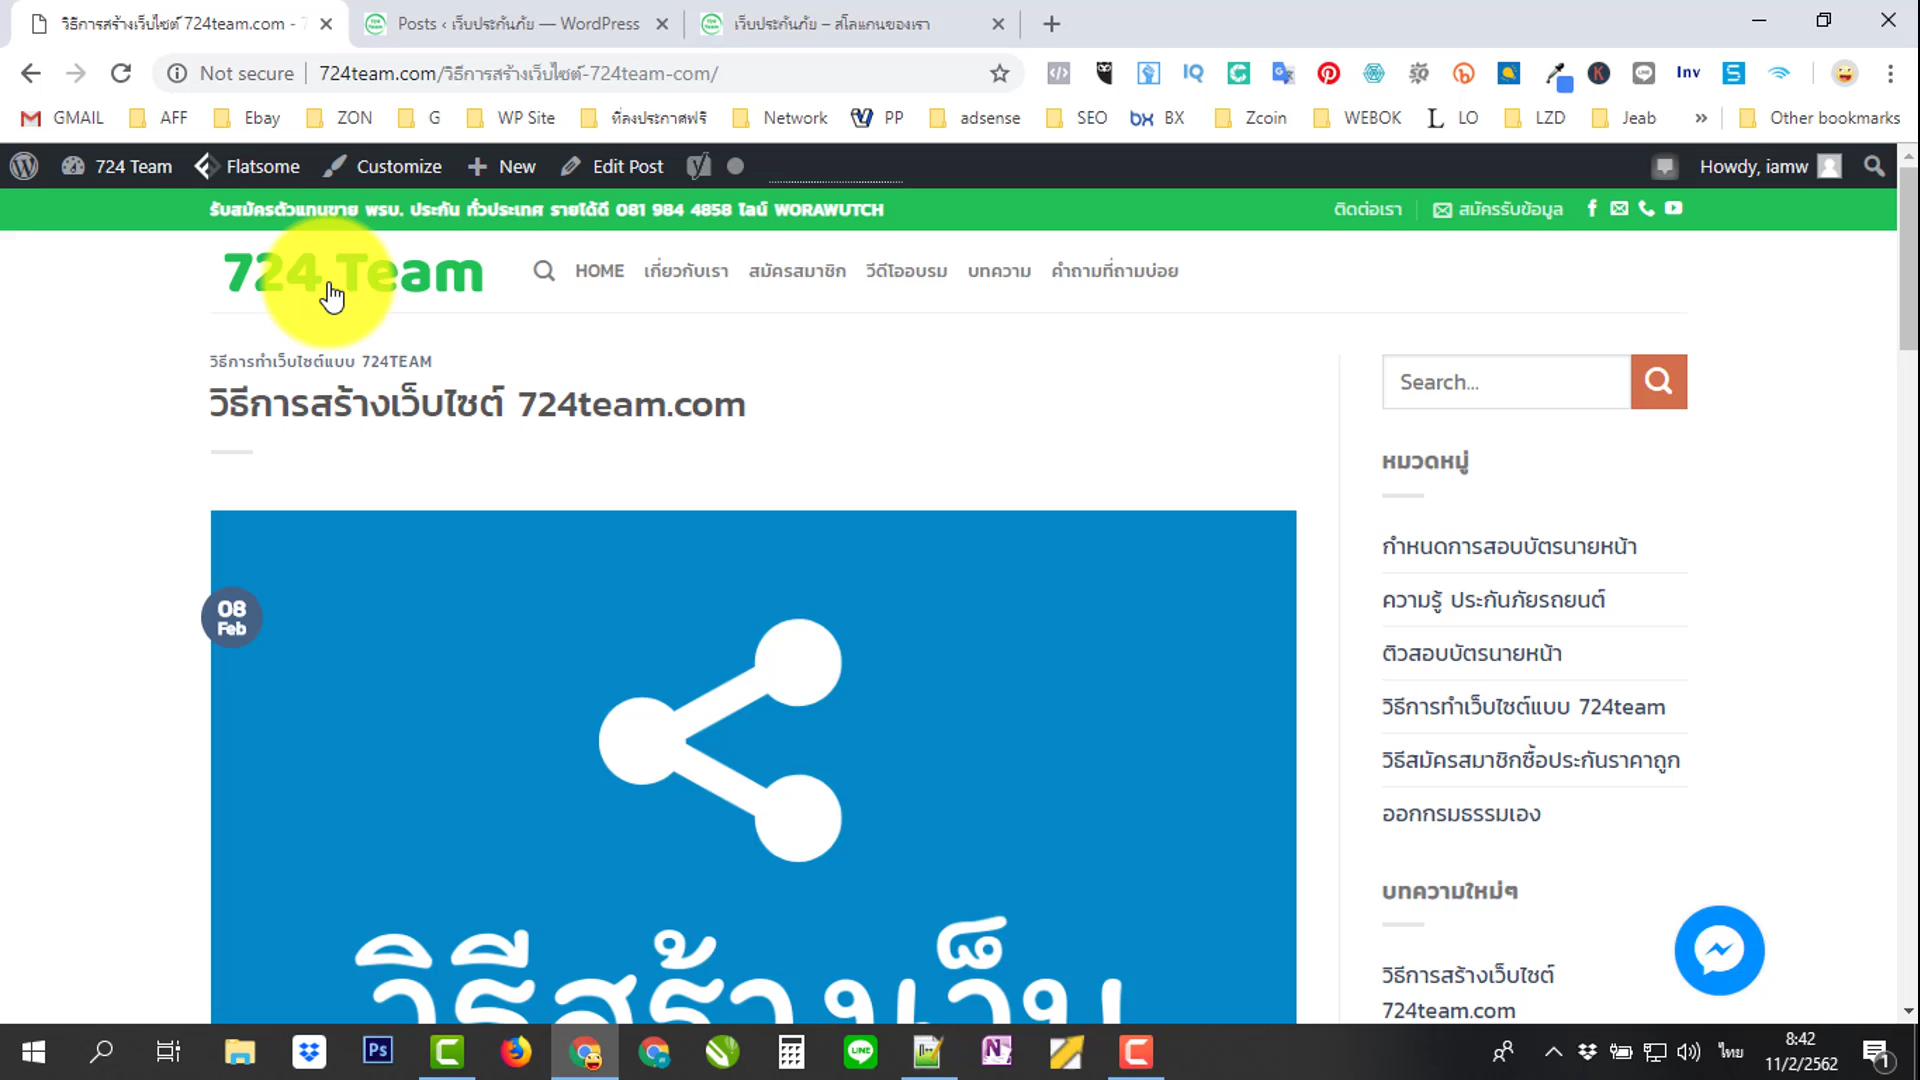 วิธีการสร้างเว็บไซต์ 724team.com - 7
Posts ‹ เว็บประกันภัย — WordPress
เว็บประกันภัย – สโลแกนของเรา
Not secure
724team.com/วิธีการสร้างเว็บไซต์-724team-com/
IQ
Inv
GMAIL
AFF
Ebay
ZON
G
WP Site
ที่ลงประกาศฟรี
Network
PP
adsense
SEO
bx BX
Zcoin
WEBOK
L LO
LZD
Jeab
»
Other bookmarks
724 Team
Flatsome
Customize
New
Edit Post
Howdy, iamw
รับสมัครตัวแทนขาย พรบ. ประกัน ทั่วประเทศ รายได้ดี 081 984 4858 ไลน์ WORAWUTCH
ติดต่อเรา
สมัครรับข้อมูล
724 Team
HOME
เกี่ยวกับเรา
สมัครสมาชิก
วีดีโออบรม
บทความ
คำถามที่ถามบ่อย
วิธีการทำเว็บไซต์แบบ 724TEAM
วิธีการสร้างเว็บไซต์ 724team.com
Search...
หมวดหมู่
กำหนดการสอบบัตรนายหน้า
ความรู้ ประกันภัยรถยนต์
ติวสอบบัตรนายหน้า
วิธีการทำเว็บไซต์แบบ 724team
วิธีสมัครสมาชิกซื้อประกันราคาถูก
ออกกรมธรรมเอง
08
Feb
วิธีสร้างเว็บ
บทความใหม่ๆ
วิธีการสร้างเว็บไซต์
724team.com
Ps
LINE
N
ไทย
8:42
11/2/2562
1